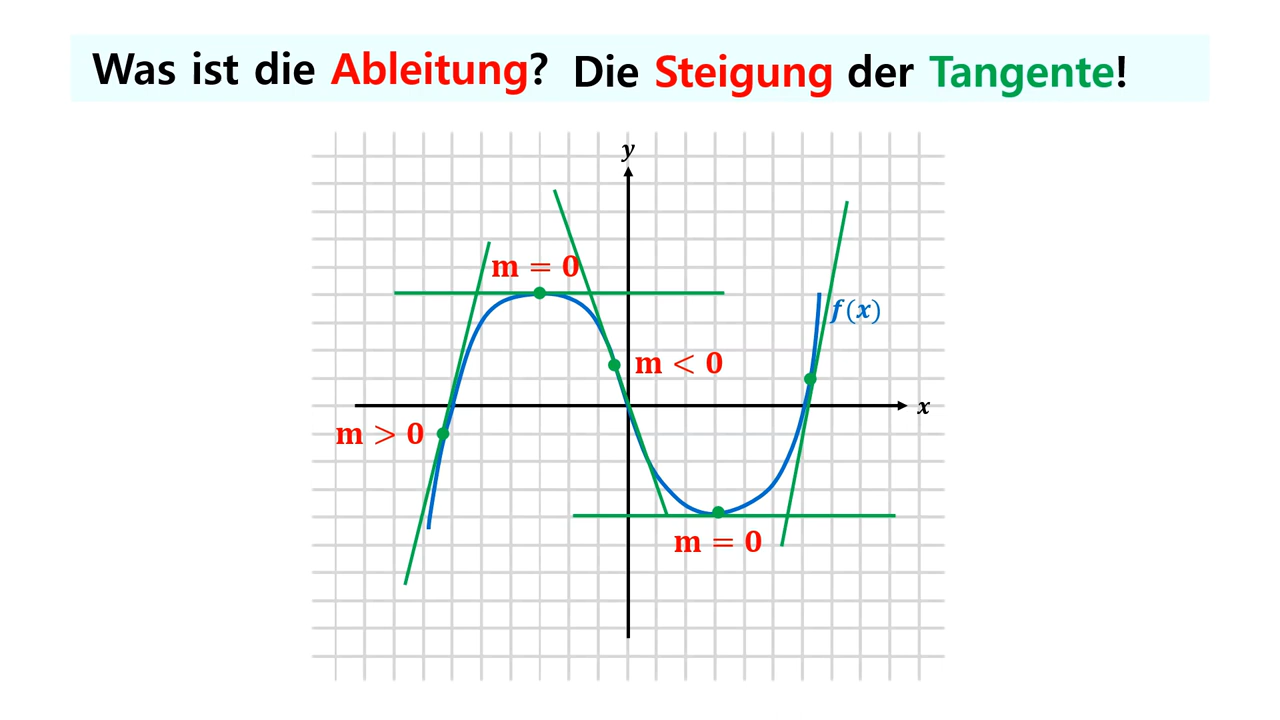 Was ist die Ableitung? Die Steigung der Tangente!
y
m = 0
f(x)
m < 0
x
m > 0
m = 0